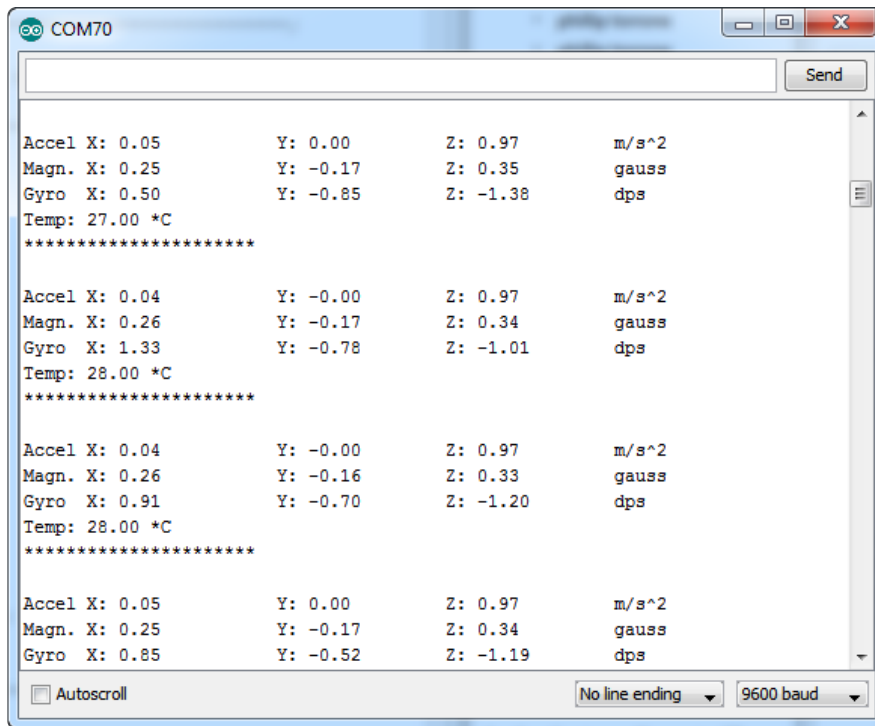 COM70
Send
Accel X: 0.05 Y: 0.00 Z: 0.97 m/s^2
Magn. X: 0.25 Y: -0.17 Z: 0.35 gauss
Gyro X: 0.50 Y: -0.85 Z: -1.38 dps
Temp: 27.00 *C
**********************
Accel X: 0.04 Y: -0.00 Z: 0.97 m/s^2
Magn. X: 0.26 Y: -0.17 Z: 0.34 gauss
Gyro X: 1.33 Y: -0.78 Z: -1.01 dps
Temp: 28.00 *C
**********************
Accel X: 0.04 Y: -0.00 Z: 0.97 m/s^2
Magn. X: 0.26 Y: -0.16 Z: 0.33 gauss
Gyro X: 0.91 Y: -0.70 Z: -1.20 dps
Temp: 28.00 *C
**********************
Accel X: 0.05 Y: 0.00 Z: 0.97 m/s^2
Magn. X: 0.25 Y: -0.17 Z: 0.34 gauss
Gyro X: 0.85 Y: -0.52 Z: -1.19 dps
Autoscroll No line ending 9600 baud